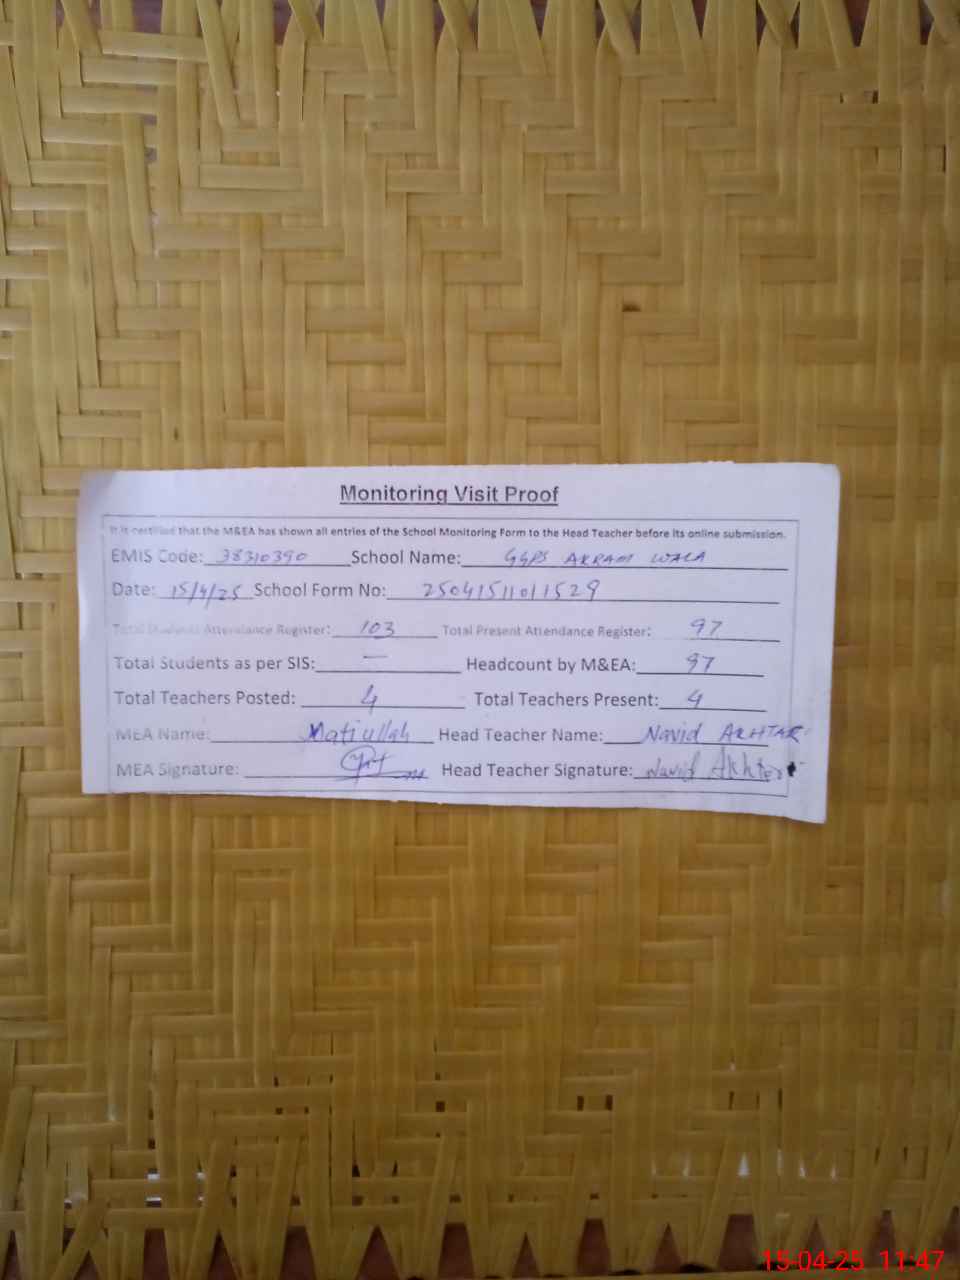 Monitoring Visit Proof
It is certified that the M&EA has shown all entries of the School Monitoring Form to the Head Teacher before its online submission.
EMIS Code: 38310390 School Name: GGPS AKRAM WALA
Date: 15/4/25 School Form No: 25041511011529
Total Students Attendance Register: 103 Total Present Attendance Register: 97
Total Students as per SIS: — Headcount by M&EA: 97
Total Teachers Posted: 4 Total Teachers Present: 4
MEA Name: Matiullah Head Teacher Name: Navid AKHTAR
MEA Signature: Head Teacher Signature: Navid Akhter
15-04-25 11:47